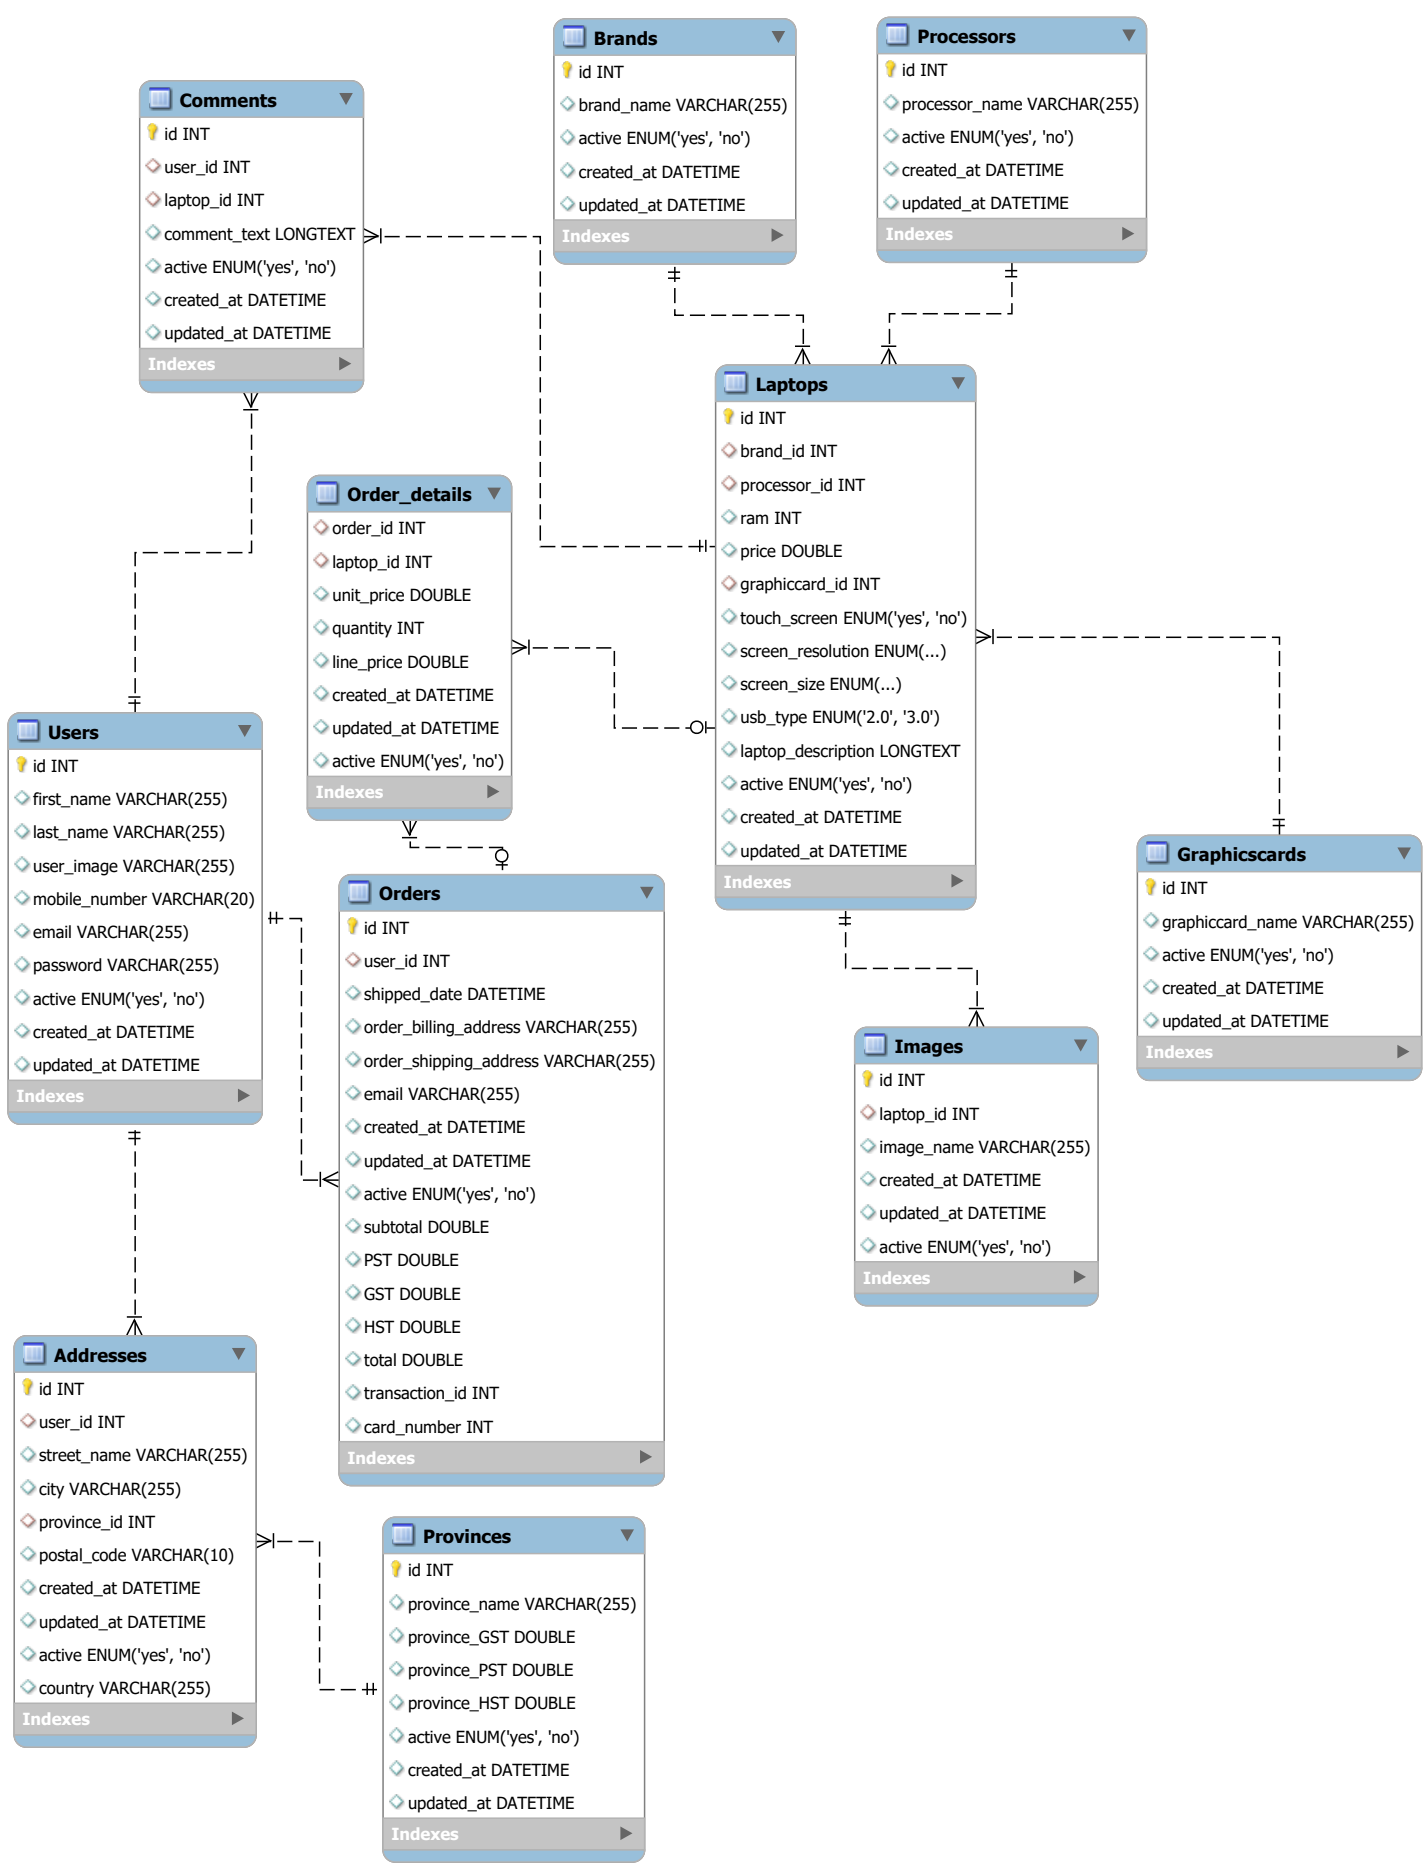 Brands
id INT
brand_name VARCHAR(255)
active ENUM('yes', 'no')
created_at DATETIME
updated_at DATETIME
Indexes
Processors
id INT
processor_name VARCHAR(255)
active ENUM('yes', 'no')
created_at DATETIME
updated_at DATETIME
Indexes
Comments
id INT
user_id INT
laptop_id INT
comment_text LONGTEXT
active ENUM('yes', 'no')
created_at DATETIME
updated_at DATETIME
Indexes
Laptops
id INT
brand_id INT
processor_id INT
ram INT
price DOUBLE
graphiccard_id INT
touch_screen ENUM('yes', 'no')
screen_resolution ENUM(...)
screen_size ENUM(...)
usb_type ENUM('2.0', '3.0')
laptop_description LONGTEXT
active ENUM('yes', 'no')
created_at DATETIME
updated_at DATETIME
Indexes
Order_details
order_id INT
laptop_id INT
unit_price DOUBLE
quantity INT
line_price DOUBLE
created_at DATETIME
updated_at DATETIME
active ENUM('yes', 'no')
Indexes
Users
id INT
first_name VARCHAR(255)
last_name VARCHAR(255)
user_image VARCHAR(255)
mobile_number VARCHAR(20)
email VARCHAR(255)
password VARCHAR(255)
active ENUM('yes', 'no')
created_at DATETIME
updated_at DATETIME
Indexes
Orders
id INT
user_id INT
shipped_date DATETIME
order_billing_address VARCHAR(255)
order_shipping_address VARCHAR(255)
email VARCHAR(255)
created_at DATETIME
updated_at DATETIME
active ENUM('yes', 'no')
subtotal DOUBLE
PST DOUBLE
GST DOUBLE
HST DOUBLE
total DOUBLE
transaction_id INT
card_number INT
Indexes
Graphicscards
id INT
graphiccard_name VARCHAR(255)
active ENUM('yes', 'no')
created_at DATETIME
updated_at DATETIME
Indexes
Images
id INT
laptop_id INT
image_name VARCHAR(255)
created_at DATETIME
updated_at DATETIME
active ENUM('yes', 'no')
Indexes
Addresses
id INT
user_id INT
street_name VARCHAR(255)
city VARCHAR(255)
province_id INT
postal_code VARCHAR(10)
created_at DATETIME
updated_at DATETIME
active ENUM('yes', 'no')
country VARCHAR(255)
Indexes
Provinces
id INT
province_name VARCHAR(255)
province_GST DOUBLE
province_PST DOUBLE
province_HST DOUBLE
active ENUM('yes', 'no')
created_at DATETIME
updated_at DATETIME
Indexes